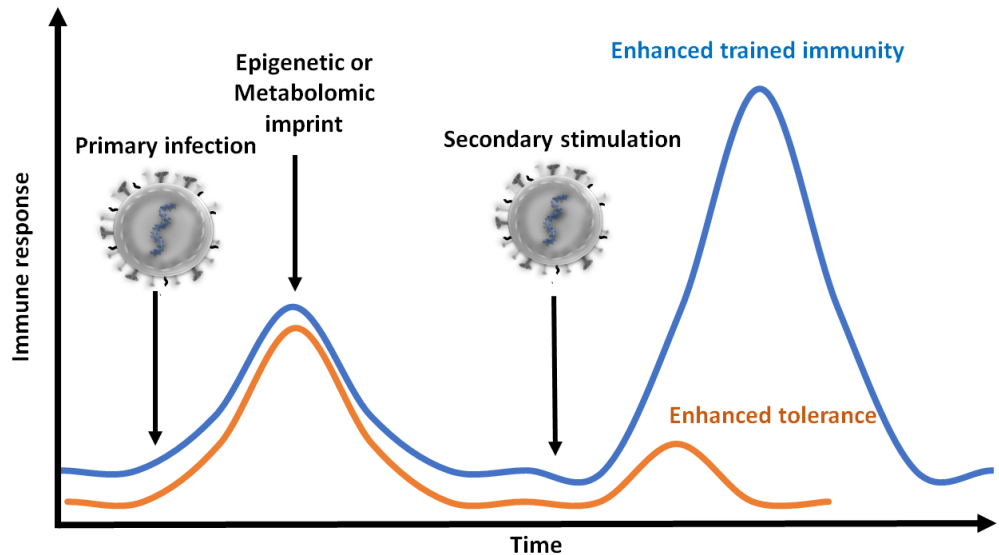 Enhanced trained immunity
Epigenetic or
Metabolomic
imprint
Primary infection
Secondary stimulation
Immune response
Enhanced tolerance
Time